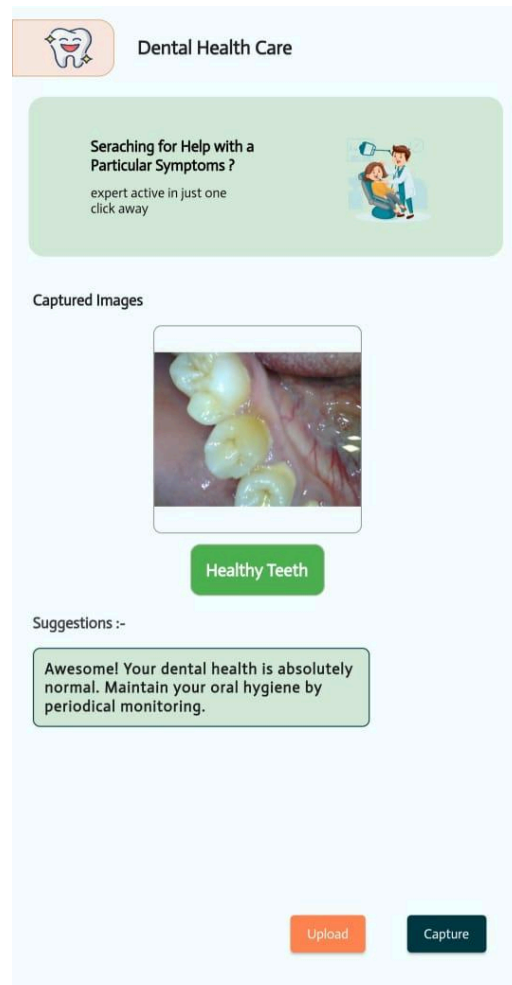 Dental Health Care
Seraching for Help with a
Particular Symptoms ?
expert active in just one
click away
Captured Images
Healthy Teeth
Suggestions :-
Awesome! Your dental health is absolutely
normal. Maintain your oral hygiene by
periodical monitoring.
Upload
Capture